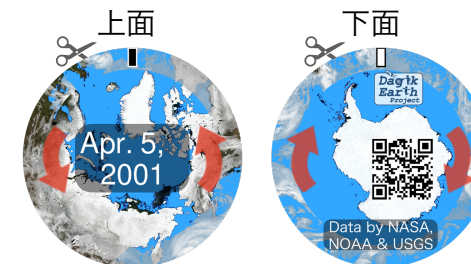 上面
下面
Apr. 5,
2001
Dagik
Earth
Project
Data by NASA,
NOAA & USGS